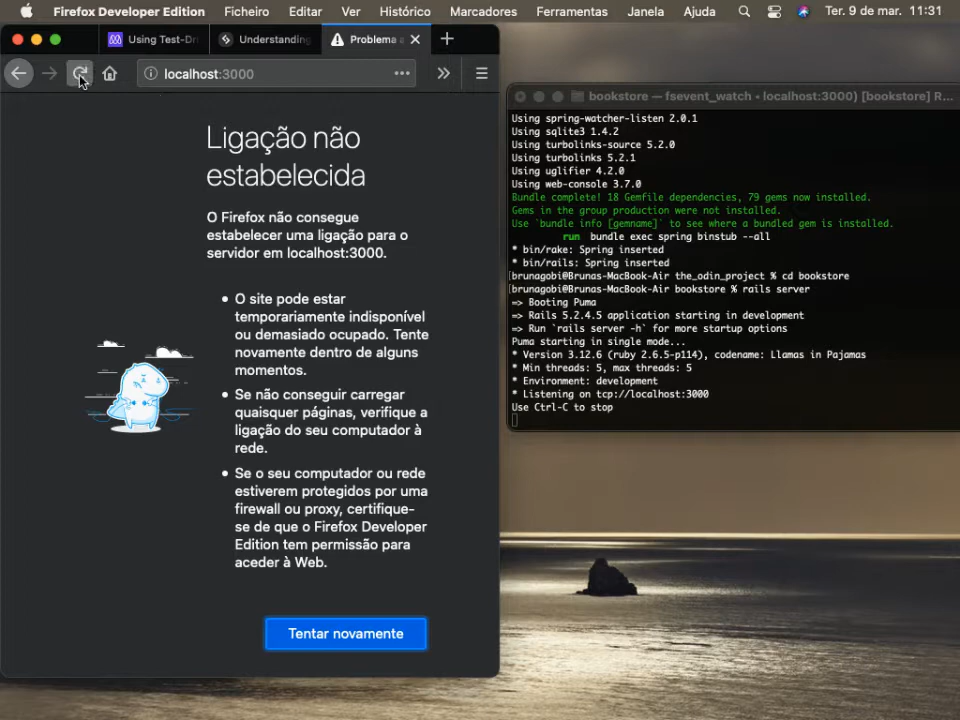 Firefox Developer Edition Ficheiro Editar Ver Histórico Marcadores Ferramentas Janela Ajuda Ter. 9 de mar. 11:31
Using Test-Dr Understanding Problema a
localhost:3000
Ligação não
estabelecida
O Firefox não consegue
estabelecer uma ligação para o
servidor em localhost:3000.
• O site pode estar
temporariamente indisponível
ou demasiado ocupado. Tente
novamente dentro de alguns
momentos.
• Se não conseguir carregar
quaisquer páginas, verifique a
ligação do seu computador à
rede.
• Se o seu computador ou rede
estiverem protegidos por uma
firewall ou proxy, certifique-
se de que o Firefox Developer
Edition tem permissão para
aceder à Web.
Tentar novamente
bookstore — fsevent_watch • localhost:3000) [bookstore] R...
Using spring-watcher-listen 2.0.1
Using sqlite3 1.4.2
Using turbolinks-source 5.2.0
Using turbolinks 5.2.1
Using uglifier 4.2.0
Using web-console 3.7.0
Bundle complete! 18 Gemfile dependencies, 79 gems now installed.
Gems in the group production were not installed.
Use `bundle info [gemname]` to see where a bundled gem is installed.
run bundle exec spring binstub --all
* bin/rake: Spring inserted
* bin/rails: Spring inserted
[brunagobi@Brunas-MacBook-Air the_odin_project % cd bookstore
[brunagobi@Brunas-MacBook-Air bookstore % rails server
=> Booting Puma
=> Rails 5.2.4.5 application starting in development
=> Run `rails server -h` for more startup options
Puma starting in single mode...
* Version 3.12.6 (ruby 2.6.5-p114), codename: Llamas in Pajamas
* Min threads: 5, max threads: 5
* Environment: development
* Listening on tcp://localhost:3000
Use Ctrl-C to stop